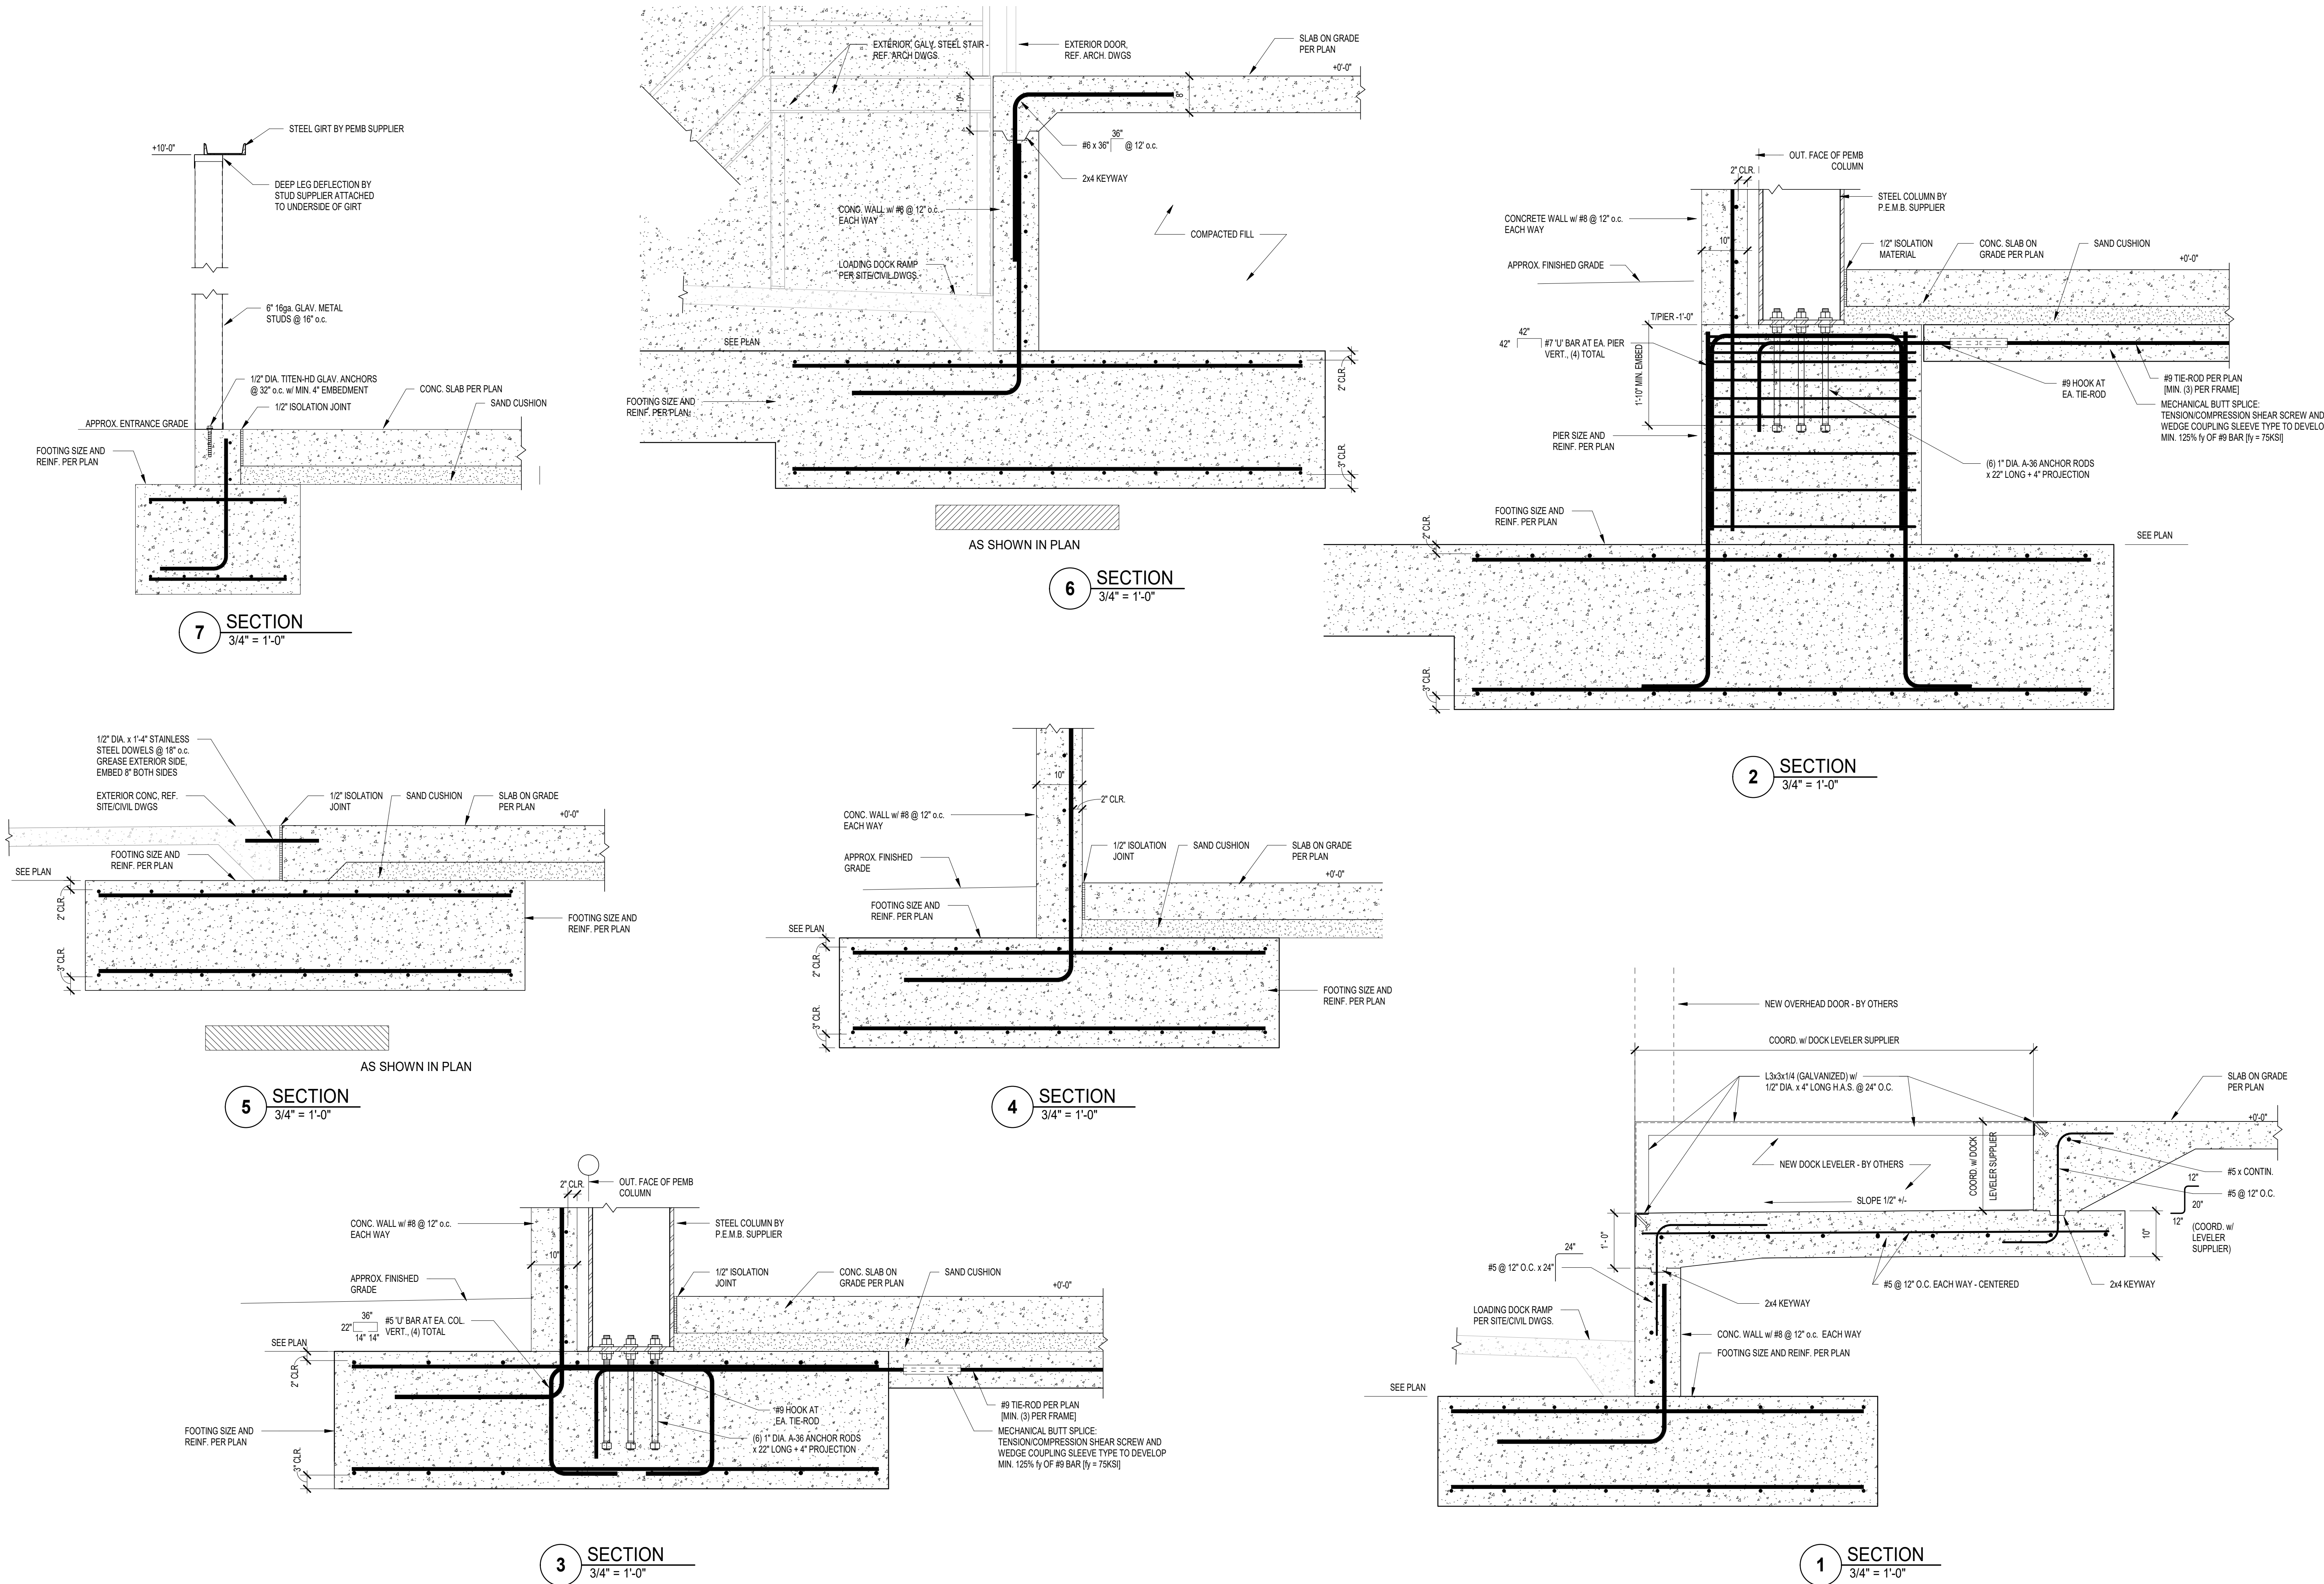 STEEL GIRT BY PEMB SUPPLIER
+10'-0"
DEEP LEG DEFLECTION BY
STUD SUPPLIER ATTACHED
TO UNDERSIDE OF GIRT
6" 16ga. GLAV. METAL
STUDS @ 16" o.c.
1/2" DIA. TITEN-HD GLAV. ANCHORS
@ 32" o.c. w/ MIN. 4" EMBEDMENT
1/2" ISOLATION JOINT
CONC. SLAB PER PLAN
SAND CUSHION
APPROX. ENTRANCE GRADE
FOOTING SIZE AND
REINF. PER PLAN
7
SECTION
3/4" = 1'-0"
EXTERIOR, GALV. STEEL STAIR -
REF. ARCH DWGS.
EXTERIOR DOOR,
REF. ARCH. DWGS
SLAB ON GRADE
PER PLAN
+0'-0"
1'-0"
8"
36"
#6 x 36" @ 12' o.c.
2x4 KEYWAY
CONC. WALL w/ #8 @ 12" o.c.
EACH WAY
COMPACTED FILL
LOADING DOCK RAMP
PER SITE/CIVIL DWGS.
SEE PLAN
FOOTING SIZE AND
REINF. PER PLAN
2" CLR.
3" CLR.
AS SHOWN IN PLAN
6
SECTION
3/4" = 1'-0"
OUT. FACE OF PEMB
COLUMN
2" CLR.
STEEL COLUMN BY
P.E.M.B. SUPPLIER
CONCRETE WALL w/ #8 @ 12" o.c.
EACH WAY
10"
1/2" ISOLATION
MATERIAL
CONC. SLAB ON
GRADE PER PLAN
SAND CUSHION
+0'-0"
APPROX. FINISHED GRADE
T/PIER -1'-0"
42"
42"
#7 'U' BAR AT EA. PIER
VERT., (4) TOTAL
1'-10" MIN. EMBED
#9 HOOK AT
EA. TIE-ROD
#9 TIE-ROD PER PLAN
[MIN. (3) PER FRAME]
MECHANICAL BUTT SPLICE:
TENSION/COMPRESSION SHEAR SCREW AND
WEDGE COUPLING SLEEVE TYPE TO DEVELO
MIN. 125% fy OF #9 BAR [fy = 75KSI]
PIER SIZE AND
REINF. PER PLAN
(6) 1" DIA. A-36 ANCHOR RODS
x 22" LONG + 4" PROJECTION
FOOTING SIZE AND
REINF. PER PLAN
2" CLR.
SEE PLAN
3" CLR.
2
SECTION
3/4" = 1'-0"
1/2" DIA. x 1'-4" STAINLESS
STEEL DOWELS @ 18" o.c.
GREASE EXTERIOR SIDE,
EMBED 8" BOTH SIDES
EXTERIOR CONC, REF.
SITE/CIVIL DWGS
1/2" ISOLATION
JOINT
SAND CUSHION
SLAB ON GRADE
PER PLAN
+0'-0"
FOOTING SIZE AND
REINF. PER PLAN
SEE PLAN
2" CLR.
3" CLR.
FOOTING SIZE AND
REINF. PER PLAN
AS SHOWN IN PLAN
5
SECTION
3/4" = 1'-0"
10"
2" CLR.
CONC. WALL w/ #8 @ 12" o.c.
EACH WAY
APPROX. FINISHED
GRADE
1/2" ISOLATION
JOINT
SAND CUSHION
SLAB ON GRADE
PER PLAN
+0'-0"
FOOTING SIZE AND
REINF. PER PLAN
SEE PLAN
2" CLR.
3" CLR.
FOOTING SIZE AND
REINF. PER PLAN
4
SECTION
3/4" = 1'-0"
2" CLR.
OUT. FACE OF PEMB
COLUMN
CONC. WALL w/ #8 @ 12" o.c.
EACH WAY
STEEL COLUMN BY
P.E.M.B. SUPPLIER
10"
APPROX. FINISHED
GRADE
1/2" ISOLATION
JOINT
CONC. SLAB ON
GRADE PER PLAN
SAND CUSHION
+0'-0"
36"
22"
14" 14"
#5 'U' BAR AT EA. COL.
VERT., (4) TOTAL
SEE PLAN
2" CLR
#9 HOOK AT
EA. TIE-ROD
(6) 1" DIA. A-36 ANCHOR RODS
x 22" LONG + 4" PROJECTION
#9 TIE-ROD PER PLAN
[MIN. (3) PER FRAME]
MECHANICAL BUTT SPLICE:
TENSION/COMPRESSION SHEAR SCREW AND
WEDGE COUPLING SLEEVE TYPE TO DEVELOP
MIN. 125% fy OF #9 BAR [fy = 75KSI]
FOOTING SIZE AND
REINF. PER PLAN
3" CLR.
3
SECTION
3/4" = 1'-0"
NEW OVERHEAD DOOR - BY OTHERS
COORD. w/ DOCK LEVELER SUPPLIER
L3x3x1/4 (GALVANIZED) w/
1/2" DIA. x 4" LONG H.A.S. @ 24" O.C.
SLAB ON GRADE
PER PLAN
+0'-0"
NEW DOCK LEVELER - BY OTHERS
COORD. w/ DOCK
LEVELER SUPPLIER
SLOPE 1/2" +/-
#5 x CONTIN.
#5 @ 12" O.C.
12"
20"
12"
(COORD. w/
LEVELER
SUPPLIER)
1'-0"
10"
24"
#5 @ 12" O.C. x 24"
#5 @ 12" O.C. EACH WAY - CENTERED
2x4 KEYWAY
2x4 KEYWAY
LOADING DOCK RAMP
PER SITE/CIVIL DWGS.
CONC. WALL w/ #8 @ 12" o.c. EACH WAY
FOOTING SIZE AND REINF. PER PLAN
SEE PLAN
1
SECTION
3/4" = 1'-0"